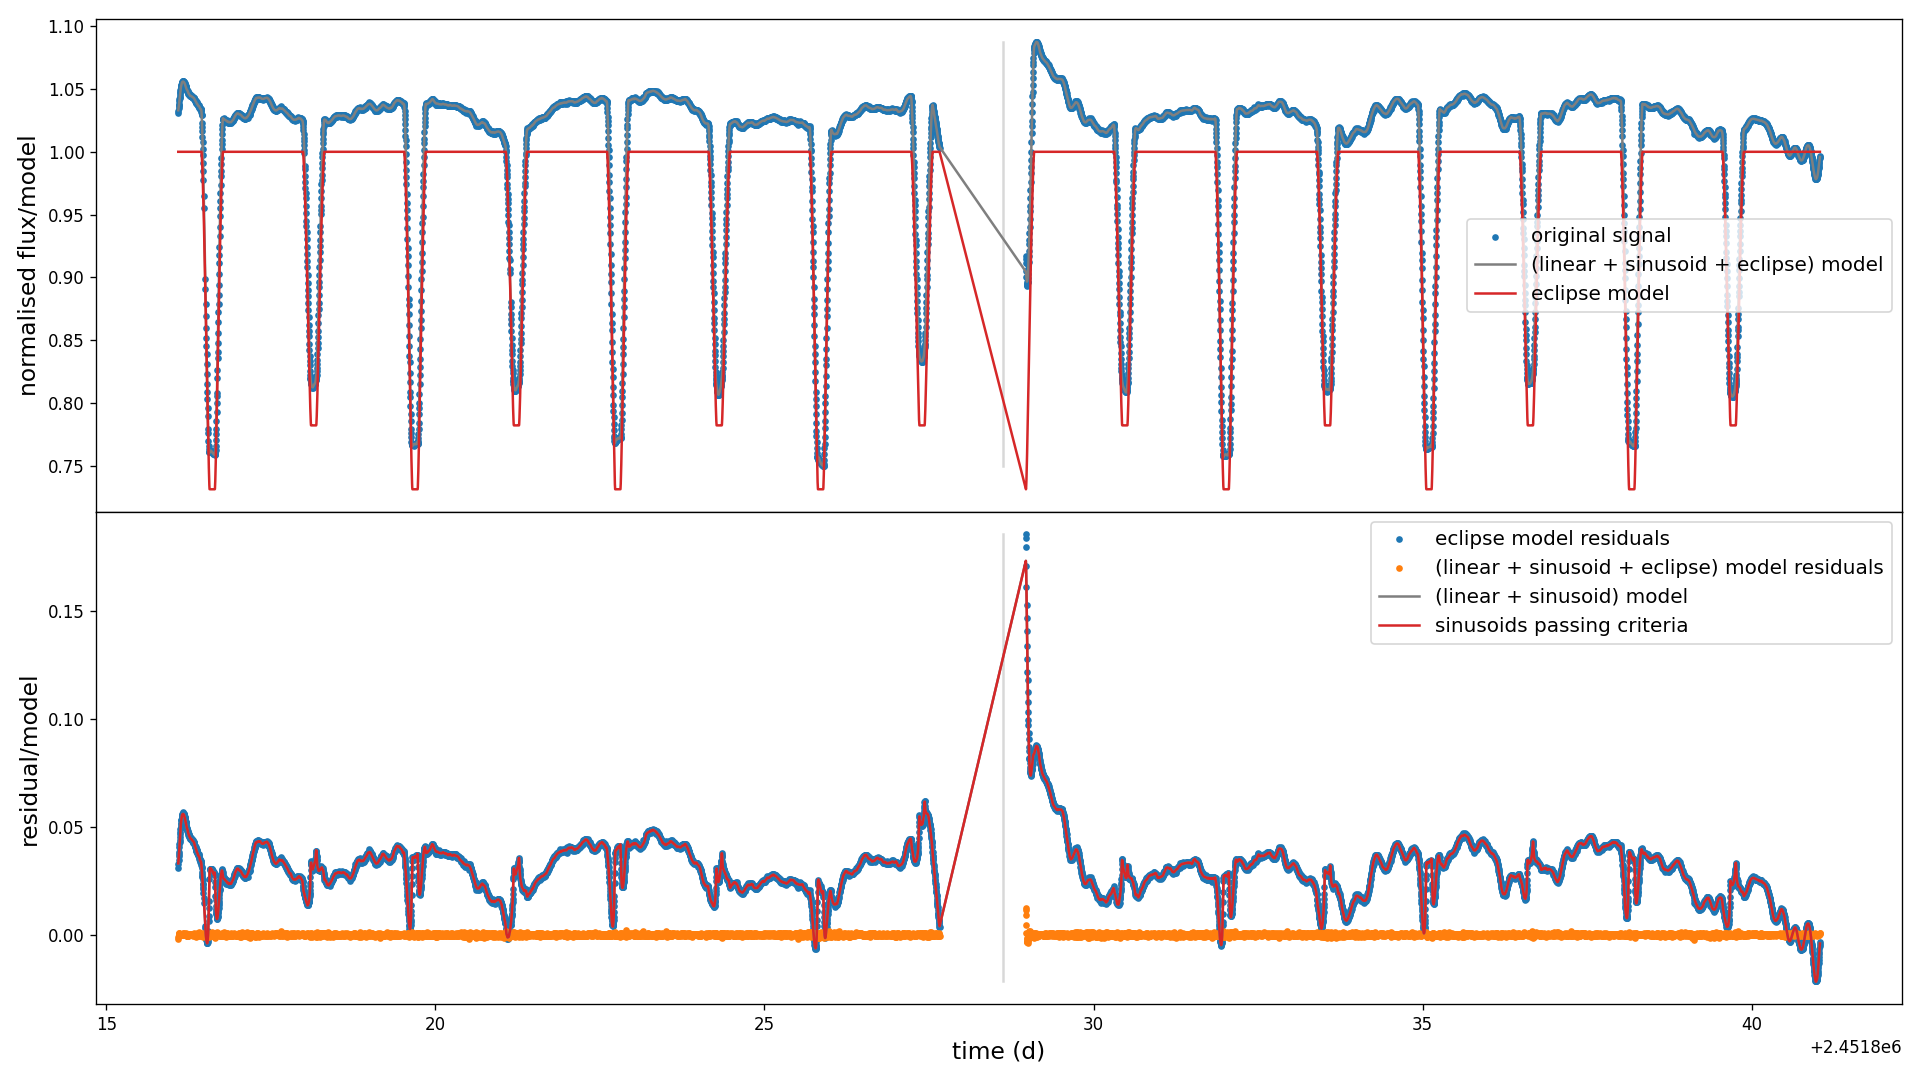 1.10
1.05
1.00
0.95
0.90
0.85
0.80
0.75
normalised flux/model
original signal
(linear + sinusoid + eclipse) model
eclipse model
0.15
0.10
0.05
0.00
residual/model
eclipse model residuals
(linear + sinusoid + eclipse) model residuals
(linear + sinusoid) model
sinusoids passing criteria
15 20 25 30 35 40
time (d)
+2.4518e6